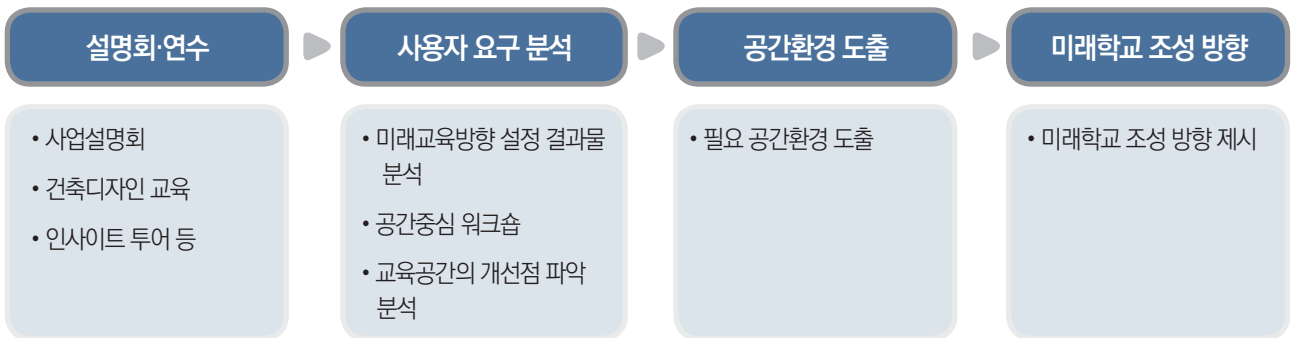 설명회·연수
사용자 요구 분석
공간환경 도출
미래학교 조성 방향
• 사업설명회
• 건축디자인 교육
• 인사이트 투어 등
• 미래교육방향 설정 결과물
분석
• 공간중심 워크숍
• 교육공간의 개선점 파악
분석
• 필요 공간환경 도출
• 미래학교 조성 방향 제시